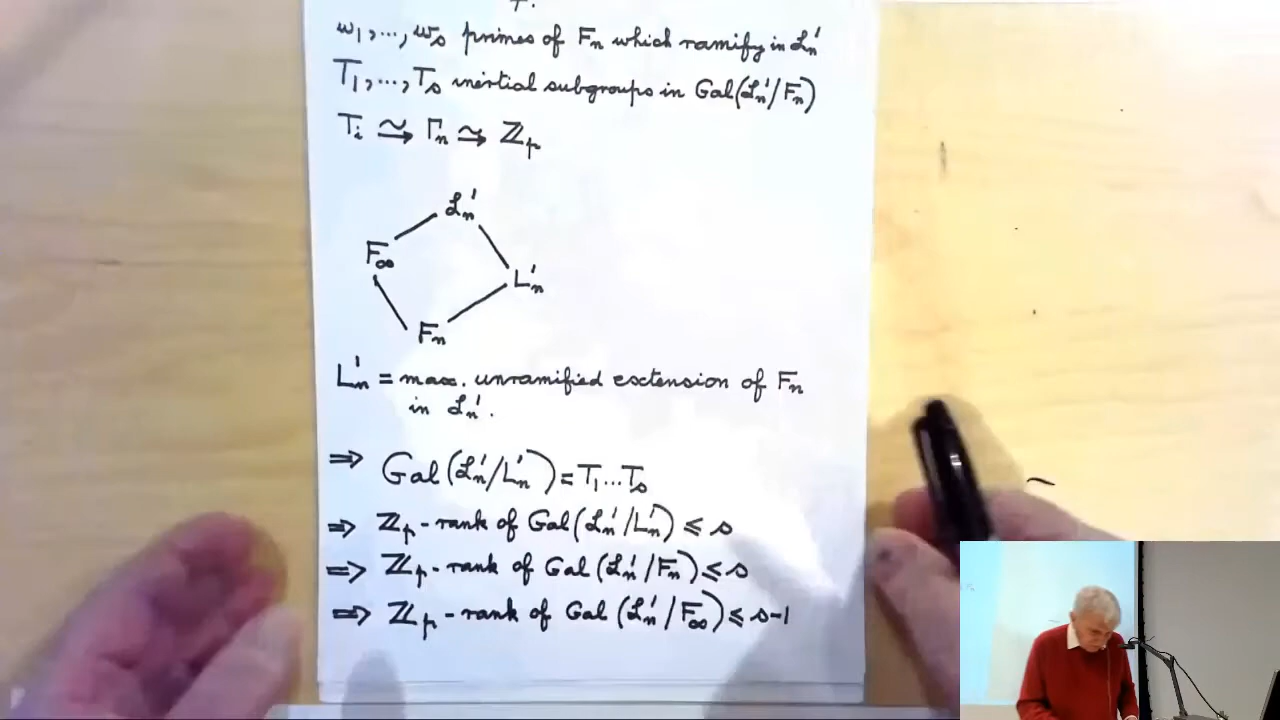 w₁,...,wₛ primes of Fₙ which ramify in ℒₙ'
T₁,...,Tₛ inertial subgroups in Gal(ℒₙ'/Fₙ)
Tᵢ ⥲ Γₙ ⥲ ℤₚ
ℒₙ'
F∞
Lₙ'
Fₙ
Lₙ' = max. unramified extension of Fₙ
in ℒₙ'.
⇒ Gal(ℒₙ'/Lₙ') = T₁...Tₛ
⇒ ℤₚ-rank of Gal(ℒₙ'/Lₙ') ≤ s
⇒ ℤₚ-rank of Gal(ℒₙ'/Fₙ) ≤ s
⇒ ℤₚ-rank of Gal(ℒₙ'/F∞) ≤ s-1